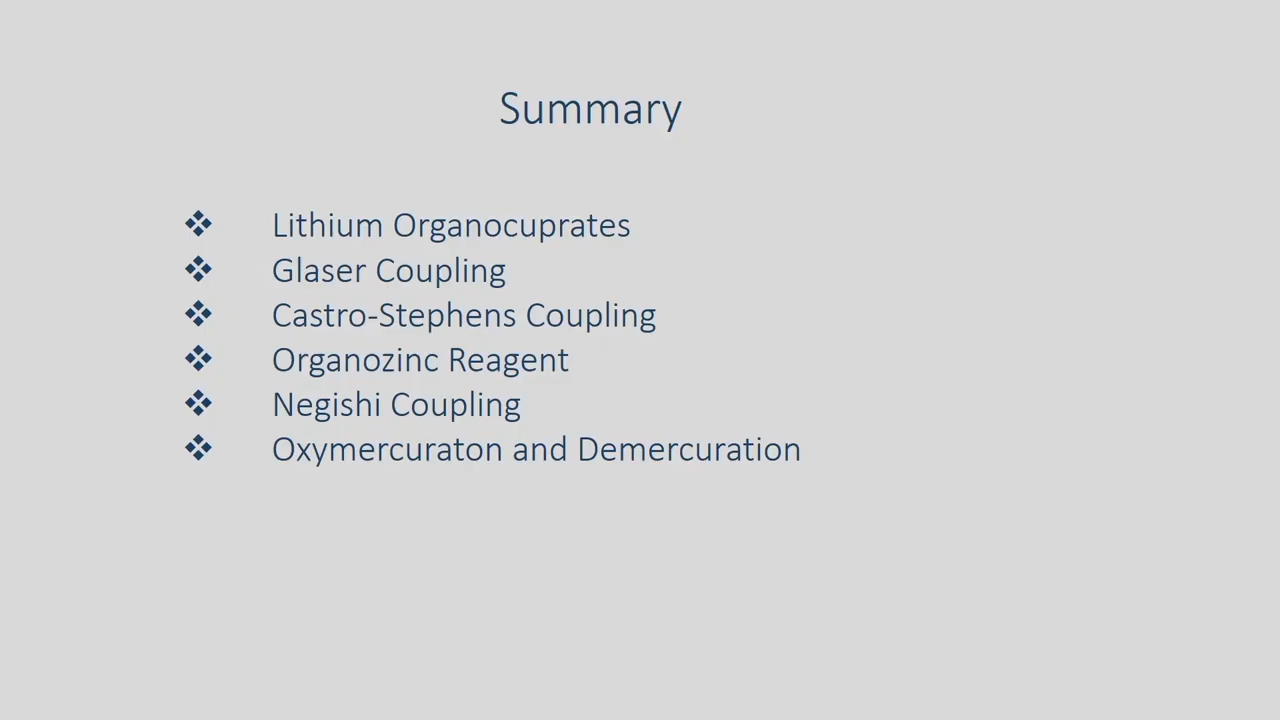 Summary
❖ Lithium Organocuprates
❖ Glaser Coupling
❖ Castro-Stephens Coupling
❖ Organozinc Reagent
❖ Negishi Coupling
❖ Oxymercuraton and Demercuration